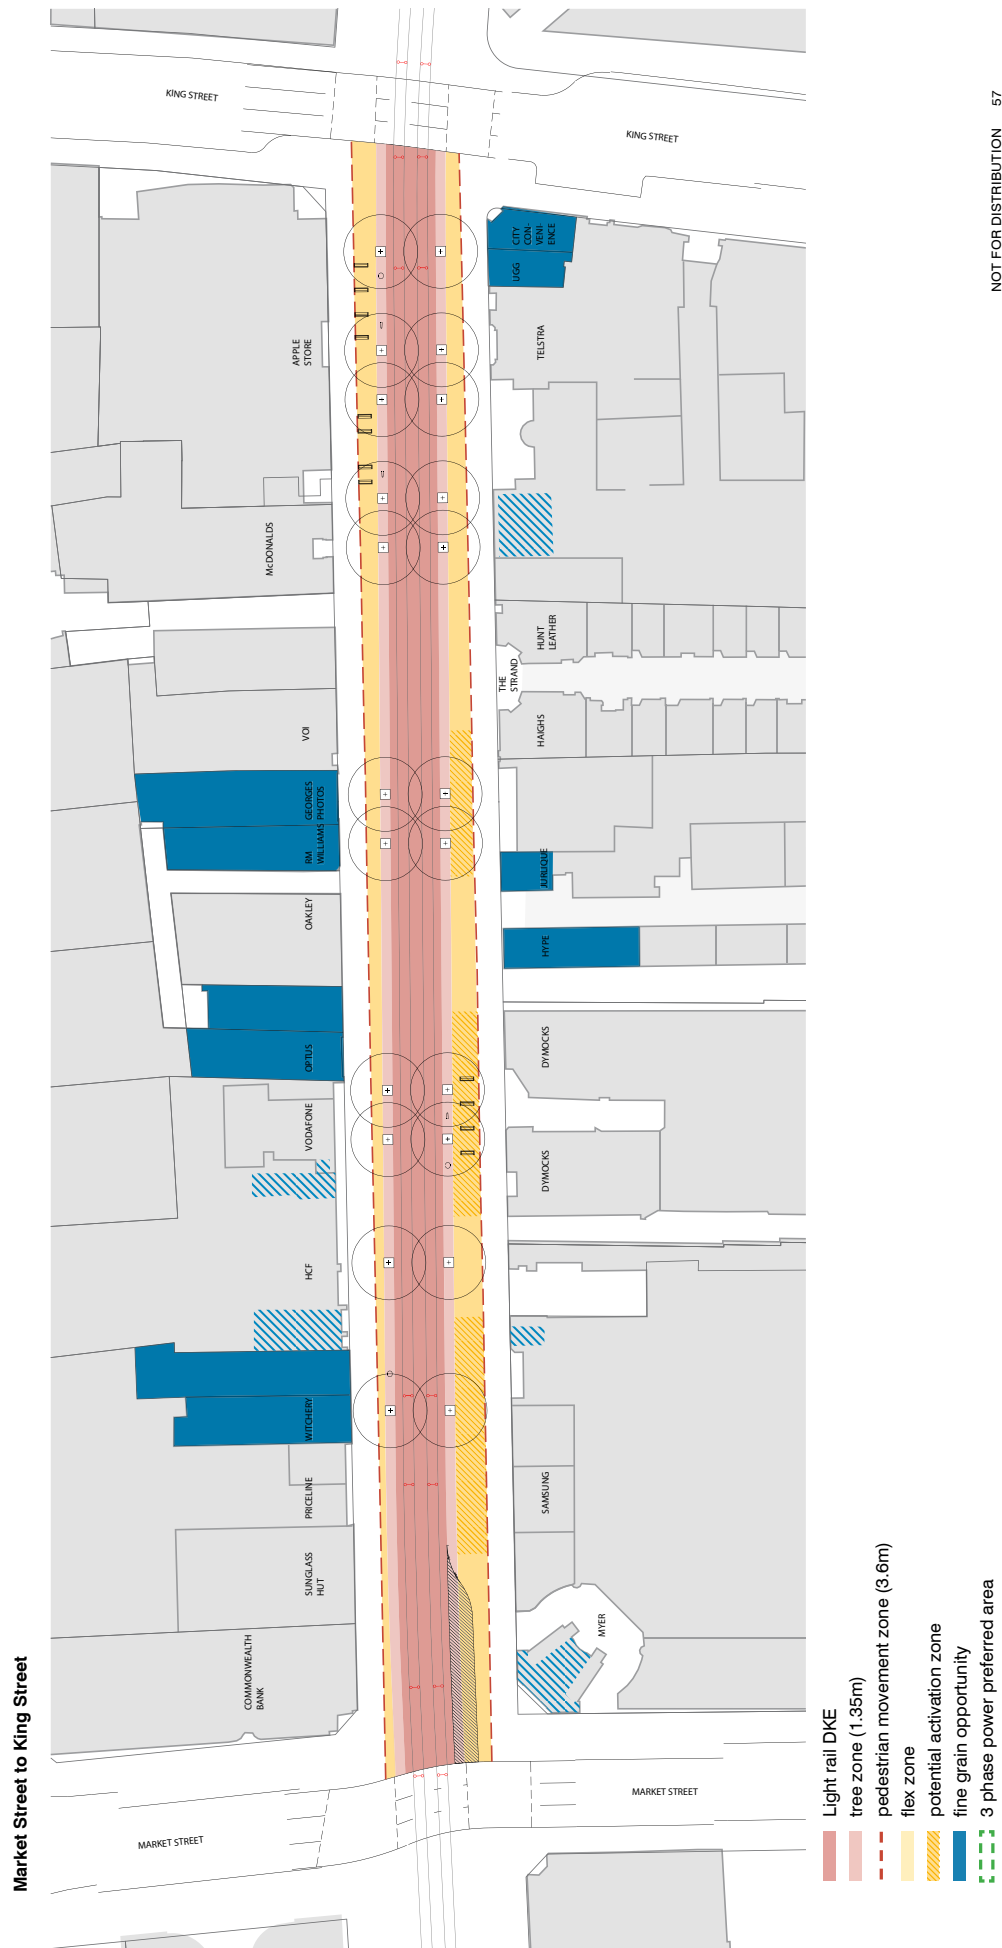 Market Street to King Street
KING STREET
KING STREET
CITY
CON-
VENI-
ENCE
UGG
APPLE
STORE
TELSTRA
McDONALDS
HUNT
LEATHER
THE
STRAND
VOI
HAIGHS
GEORGES
PHOTOS
RM
WILLIAMS
JURLIQUE
OAKLEY
HYPE
OPTUS
DYMOCKS
VODAFONE
DYMOCKS
HCF
WITCHERY
PRICELINE
SAMSUNG
SUNGLASS
HUT
MYER
COMMONWEALTH
BANK
MARKET STREET
MARKET STREET
Light rail DKE
tree zone (1.35m)
pedestrian movement zone (3.6m)
flex zone
potential activation zone
fine grain opportunity
3 phase power preferred area
NOT FOR DISTRIBUTION 57